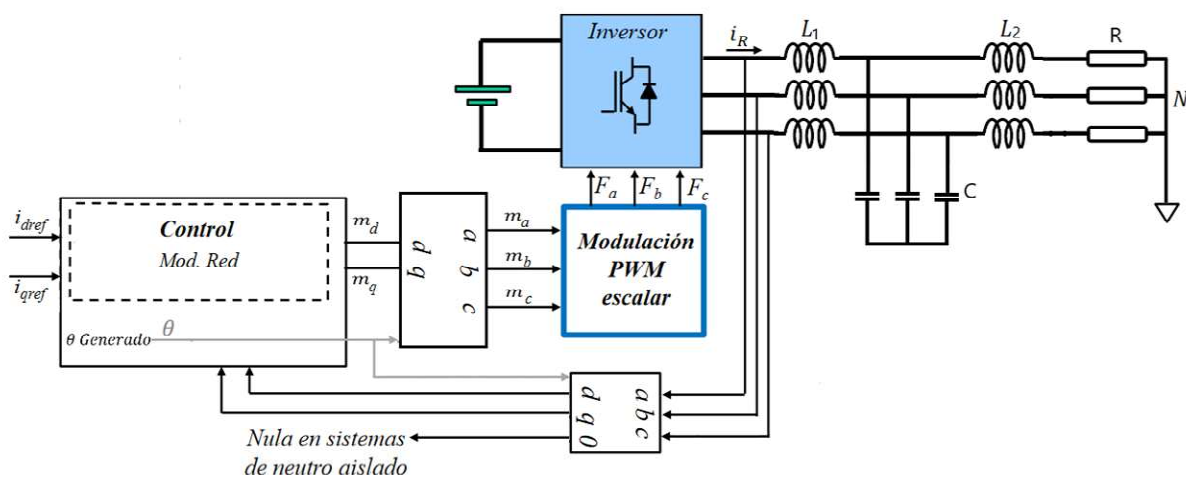 Inversor
i_R
L₁
L₂
R
N
C
F_a
F_b
F_c
i_dref
i_qref
Control
Mod. Red
θ Generado
θ
m_d
m_q
d q
a b c
m_a
m_b
m_c
Modulación
PWM
escalar
d q 0
a b c
Nula en sistemas
de neutro aislado